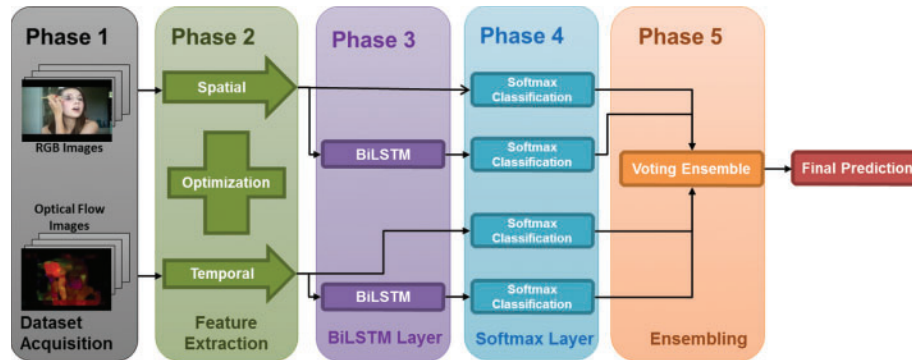 Phase 1
Phase 2
Phase 3
Phase 4
Phase 5
RGB Images
Optical Flow
Images
Dataset
Acquisition
Spatial
Optimization
Temporal
Feature
Extraction
BiLSTM
BiLSTM
BiLSTM Layer
Softmax
Classification
Softmax
Classification
Softmax
Classification
Softmax
Classification
Softmax Layer
Voting Ensemble
Ensembling
Final Prediction